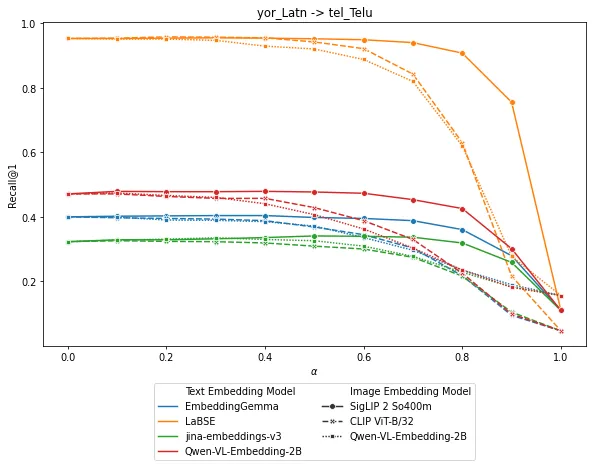 yor_Latn -> tel_Telu
1.0
0.8
0.6
0.4
0.2
Recall@1
0.0 0.2 0.4 0.6 0.8 1.0
α
Text Embedding Model Image Embedding Model
EmbeddingGemma SigLIP 2 So400m
LaBSE CLIP ViT-B/32
jina-embeddings-v3 Qwen-VL-Embedding-2B
Qwen-VL-Embedding-2B